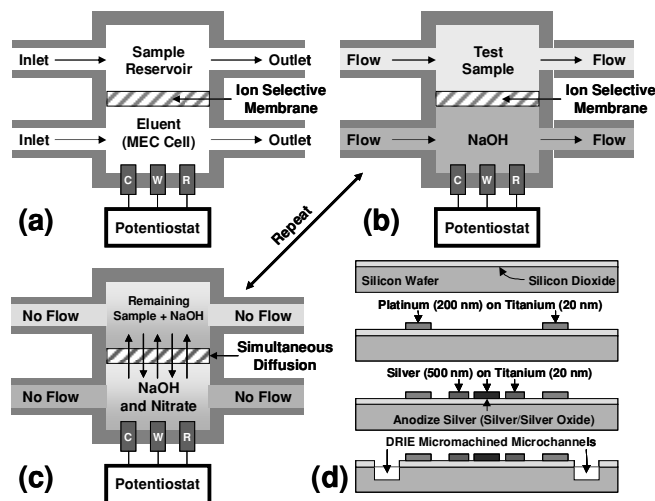 (a)
Inlet
Sample
Reservoir
Outlet
Ion Selective
Membrane
Inlet
Eluent
(MEC Cell)
Outlet
C W R
Potentiostat
(b)
Flow
Test
Sample
Flow
Ion Selective
Membrane
Flow
NaOH
Flow
C W R
Potentiostat
Repeat
(c)
No Flow
Remaining
Sample + NaOH
No Flow
Simultaneous
Diffusion
No Flow
NaOH
and Nitrate
No Flow
C W R
Potentiostat
(d)
Silicon Wafer
Silicon Dioxide
Platinum (200 nm) on Titanium (20 nm)
Silver (500 nm) on Titanium (20 nm)
Anodize Silver (Silver/Silver Oxide)
DRIE Micromachined Microchannels